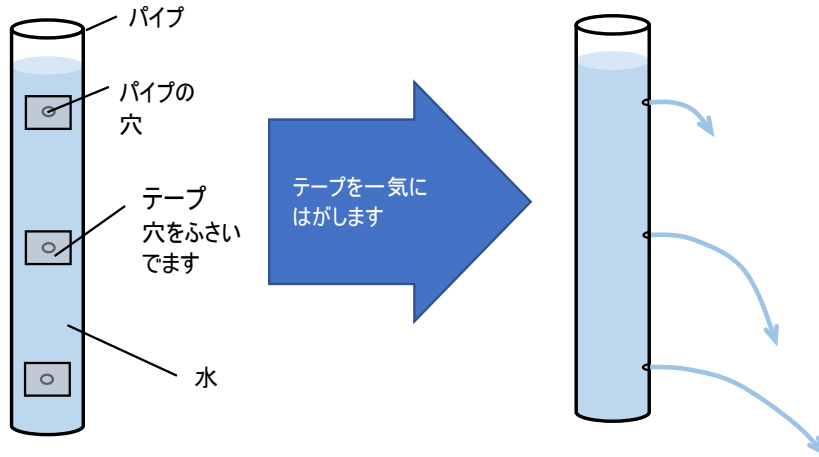 パイプ
パイプの
穴
テープ
穴をふさい
でます
水
テープを一気に
はがします